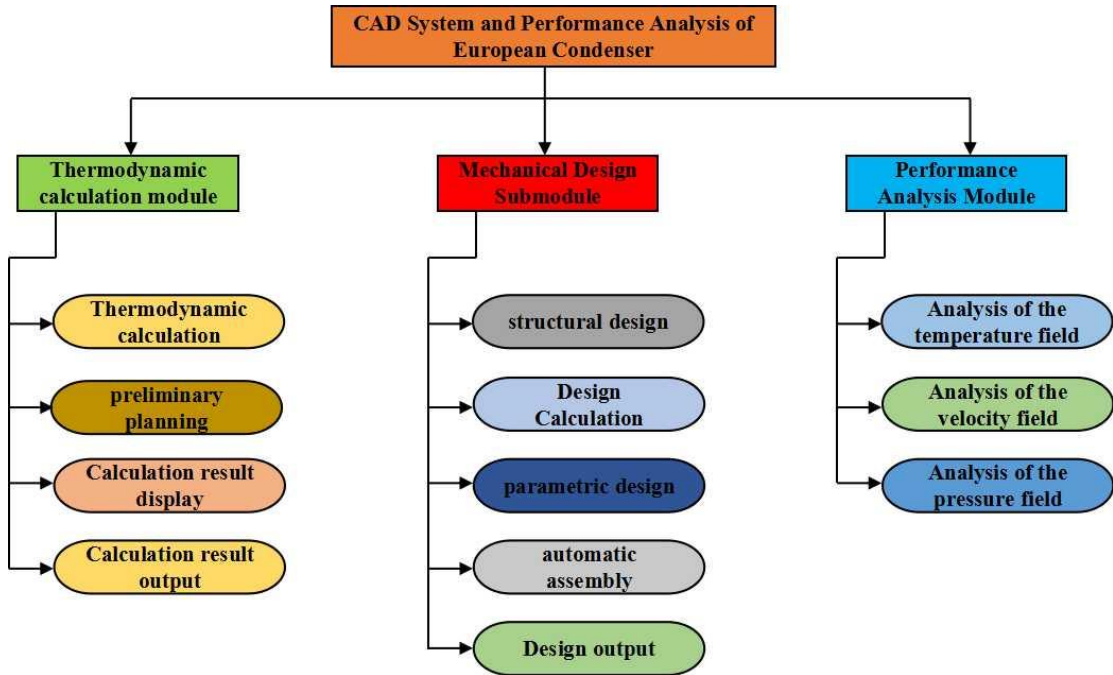 CAD System and Performance Analysis of
European Condenser
Thermodynamic
calculation module
Thermodynamic
calculation
preliminary
planning
Calculation result
display
Calculation result
output
Mechanical Design
Submodule
structural design
Design
Calculation
parametric design
automatic
assembly
Design output
Performance
Analysis Module
Analysis of the
temperature field
Analysis of the
velocity field
Analysis of the
pressure field